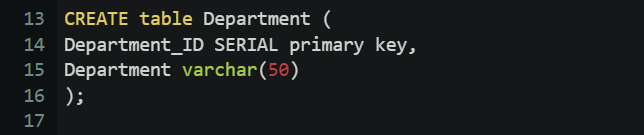 13 CREATE table Department (
14 Department_ID SERIAL primary key,
15 Department varchar(50)
16 );
17